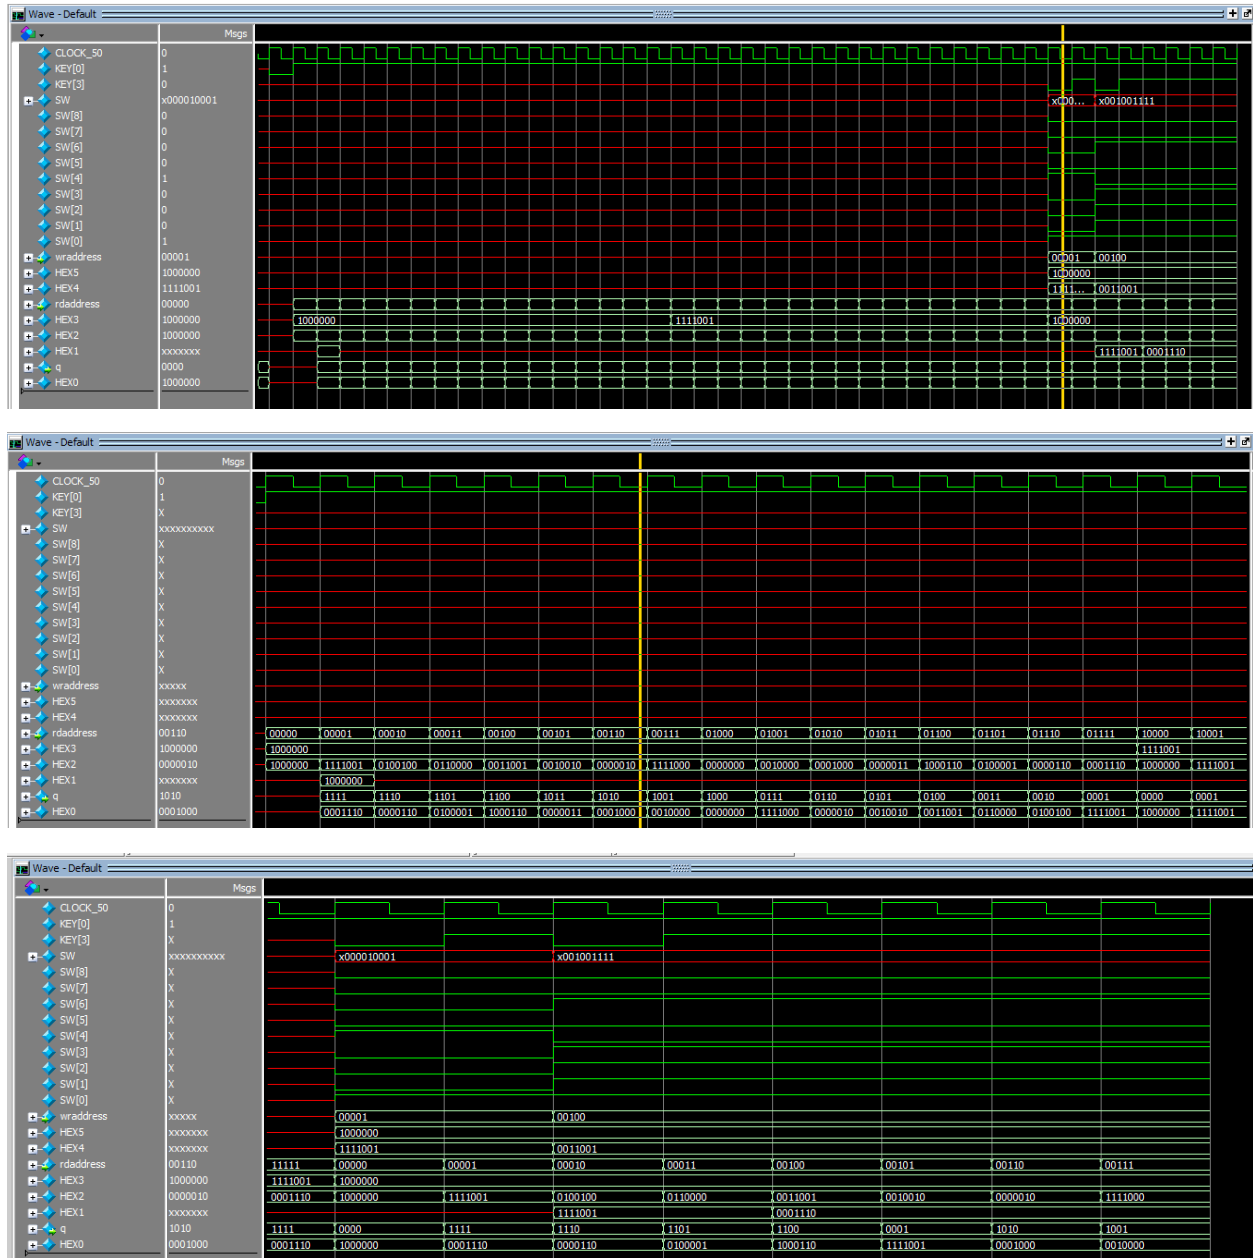 Wave - Default
Msgs
CLOCK_50 0
KEY[0] 1
KEY[3] 0
SW x000010001 x000... x001001111
SW[8] 0
SW[7] 0
SW[6] 0
SW[5] 0
SW[4] 1
SW[3] 0
SW[2] 0
SW[1] 0
SW[0] 1
wraddress 00001 00001 00100
HEX5 1000000 1000000
HEX4 1111001 1111... 0011001
rdaddress 00000
HEX3 1000000 1000000 1111001 1000000
HEX2 1000000
HEX1 xxxxxxx 1111001 0001110
q 0000
HEX0 1000000
Wave - Default
Msgs
CLOCK_50 0
KEY[0] 1
KEY[3] X
SW xxxxxxxxxx
SW[8] X
SW[7] X
SW[6] X
SW[5] X
SW[4] X
SW[3] X
SW[2] X
SW[1] X
SW[0] X
wraddress xxxxx
HEX5 xxxxxxx
HEX4 xxxxxxx
rdaddress 00110 00000 00001 00010 00011 00100 00101 00110 00111 01000 01001 01010 01011 01100 01101 01110 01111 10000 10001
HEX3 1000000 1000000 1111001
HEX2 0000010 1000000 1111001 0100100 0110000 0011001 0010010 0000010 1111000 0000000 0010000 0001000 0000011 1000110 0100001 0000110 0001110 1000000 1111001
HEX1 xxxxxxx 1000000
q 1010 1111 1110 1101 1100 1011 1010 1001 1000 0111 0110 0101 0100 0011 0010 0001 0000 0001
HEX0 0001000 0001110 0000110 0100001 1000110 0000011 0001000 0010000 0000000 1111000 0000010 0010010 0011001 0110000 0100100 1111001 1000000 1111001
Wave - Default
Msgs
CLOCK_50 0
KEY[0] 1
KEY[3] X
SW xxxxxxxxxx x000010001 x001001111
SW[8] X
SW[7] X
SW[6] X
SW[5] X
SW[4] X
SW[3] X
SW[2] X
SW[1] X
SW[0] X
wraddress xxxxx 00001 00100
HEX5 xxxxxxx 1000000
HEX4 xxxxxxx 1111001 0011001
rdaddress 00110 11111 00000 00001 00010 00011 00100 00101 00110 00111
HEX3 1000000 1111001 1000000
HEX2 0000010 0001110 1000000 1111001 0100100 0110000 0011001 0010010 0000010 1111000
HEX1 xxxxxxx 1111001 0001110
q 1010 1111 0000 1111 1110 1101 1100 0001 1010 1001
HEX0 0001000 0001110 1000000 0001110 0000110 0100001 1000110 1111001 0001000 0010000